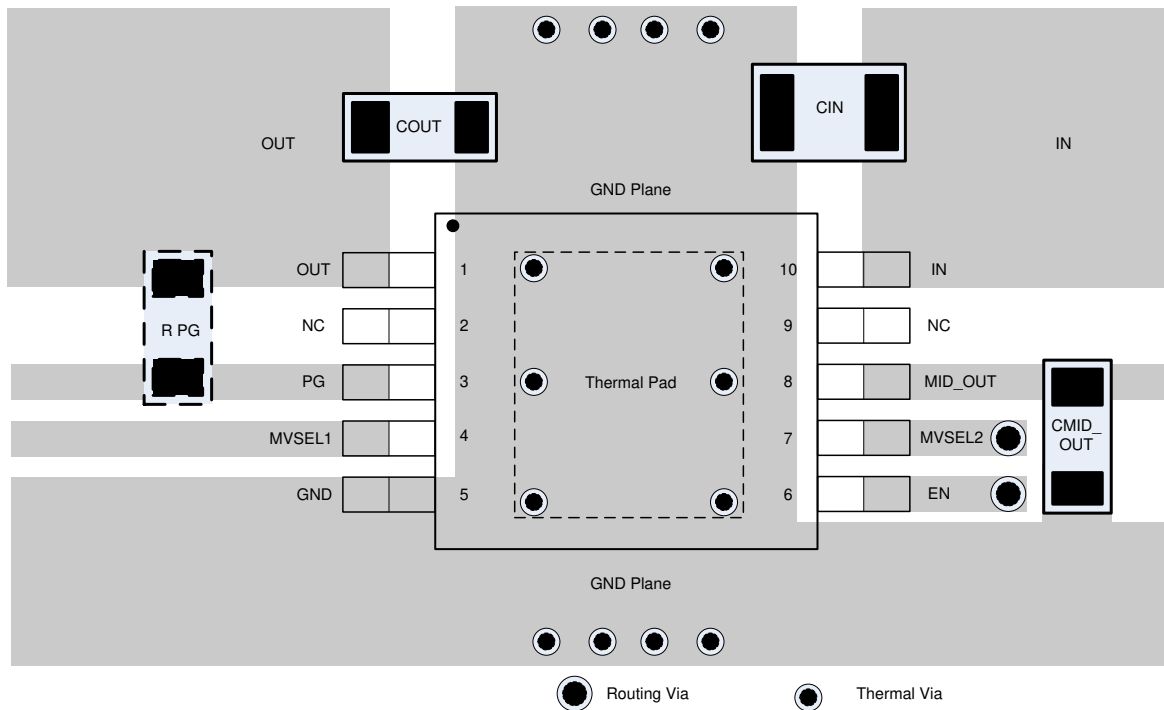 COUT
CIN
OUT
IN
GND Plane
OUT
1
10
IN
NC
2
9
NC
R PG
PG
3
Thermal Pad
8
MID_OUT
MVSEL1
4
7
MVSEL2
CMID_
OUT
GND
5
6
EN
GND Plane
Routing Via
Thermal Via